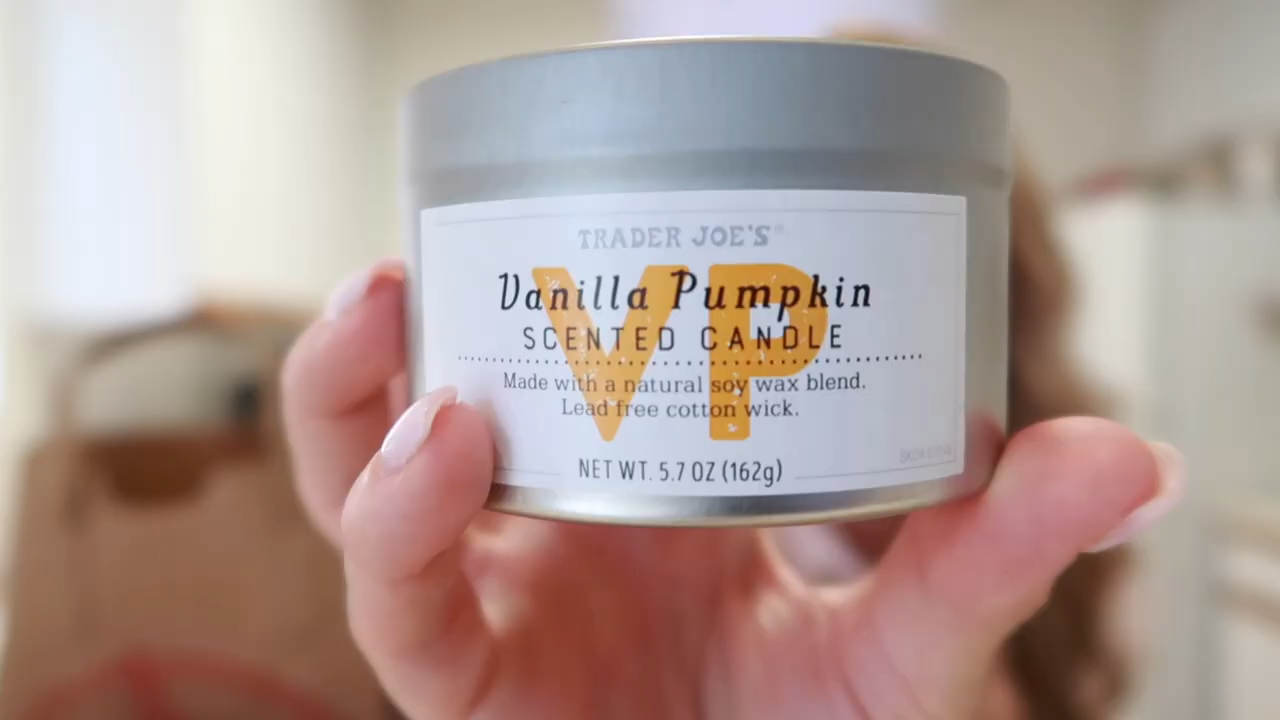 TRADER JOE'S
VP
Vanilla Pumpkin
SCENTED CANDLE
Made with a natural soy wax blend.
Lead free cotton wick.
NET WT. 5.7 OZ (162g)